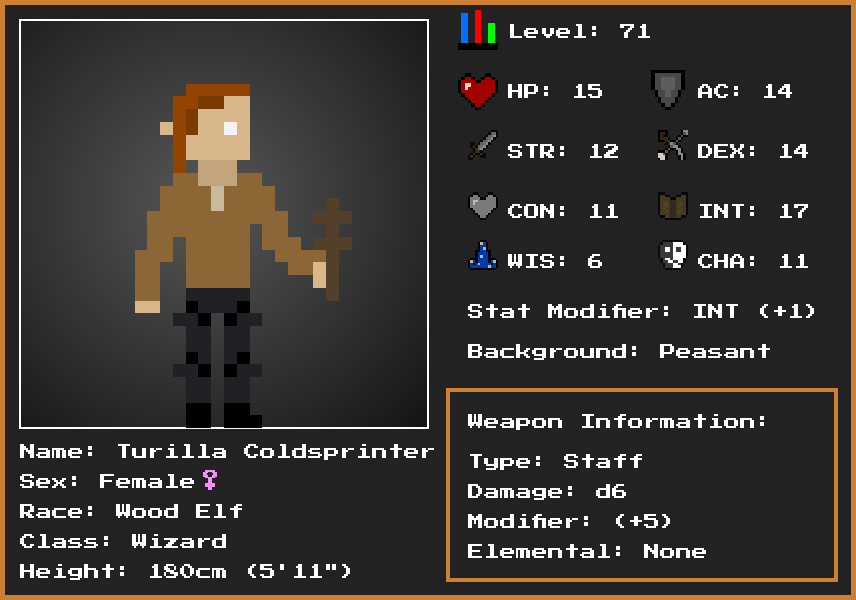 Level: 71
HP: 15 AC: 14
STR: 12 DEX: 14
CON: 11 INT: 17
WIS: 6 CHA: 11
Stat Modifier: INT (+1)
Background: Peasant
Weapon Information:
Type: Staff
Damage: d6
Modifier: (+5)
Elemental: None
Name: Turilla Coldsprinter
Sex: Female♀
Race: Wood Elf
Class: Wizard
Height: 180cm (5'11")